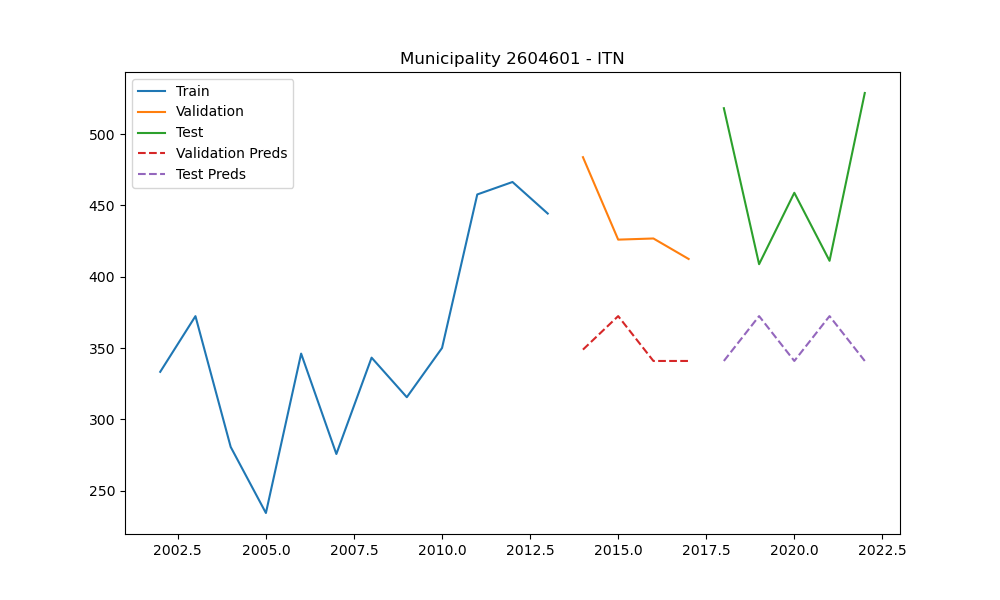 Municipality 2604601 - ITN
Train
Validation
Test
Validation Preds
Test Preds
500
450
400
350
300
250
2002.5 2005.0 2007.5 2010.0 2012.5 2015.0 2017.5 2020.0 2022.5